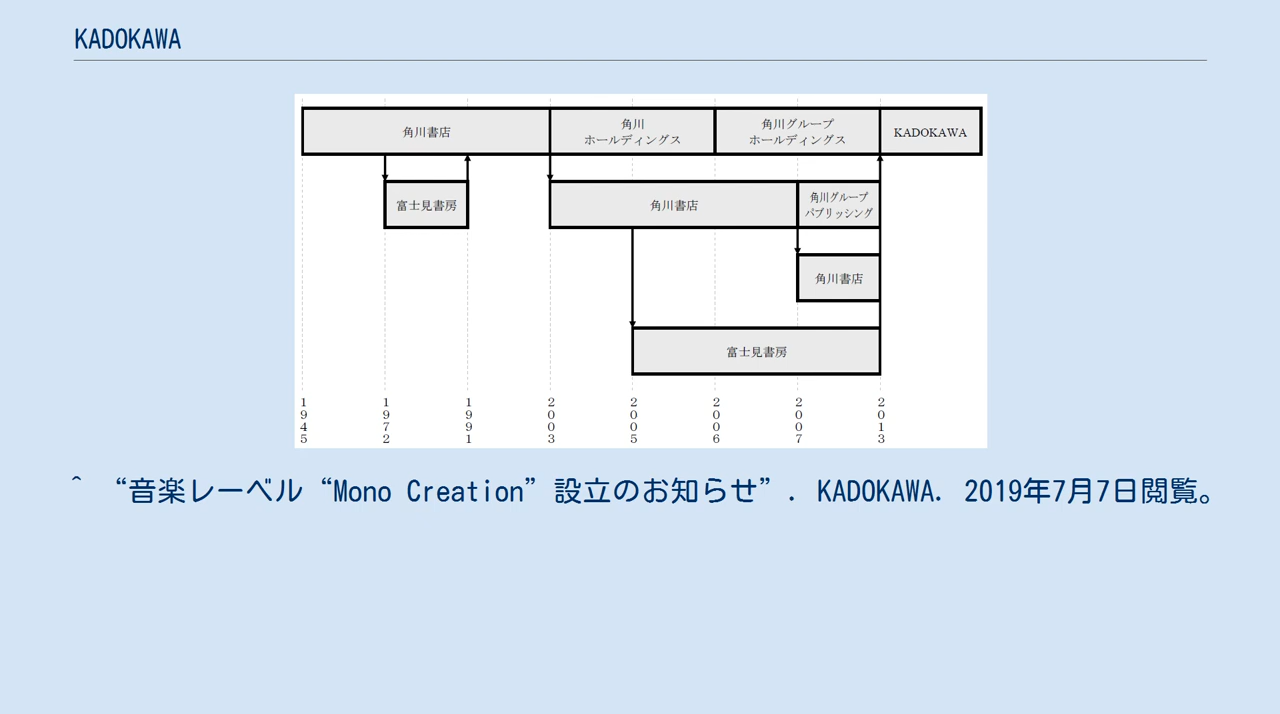 KADOKAWA
角川書店
角川
ホールディングス
角川グループ
ホールディングス
KADOKAWA
富士見書房
角川書店
角川グループ
パブリッシング
角川書店
富士見書房
1945
1972
1991
2003
2005
2006
2007
2013
^ “音楽レーベル“Mono Creation”設立のお知らせ”. KADOKAWA. 2019年7月7日閲覧。